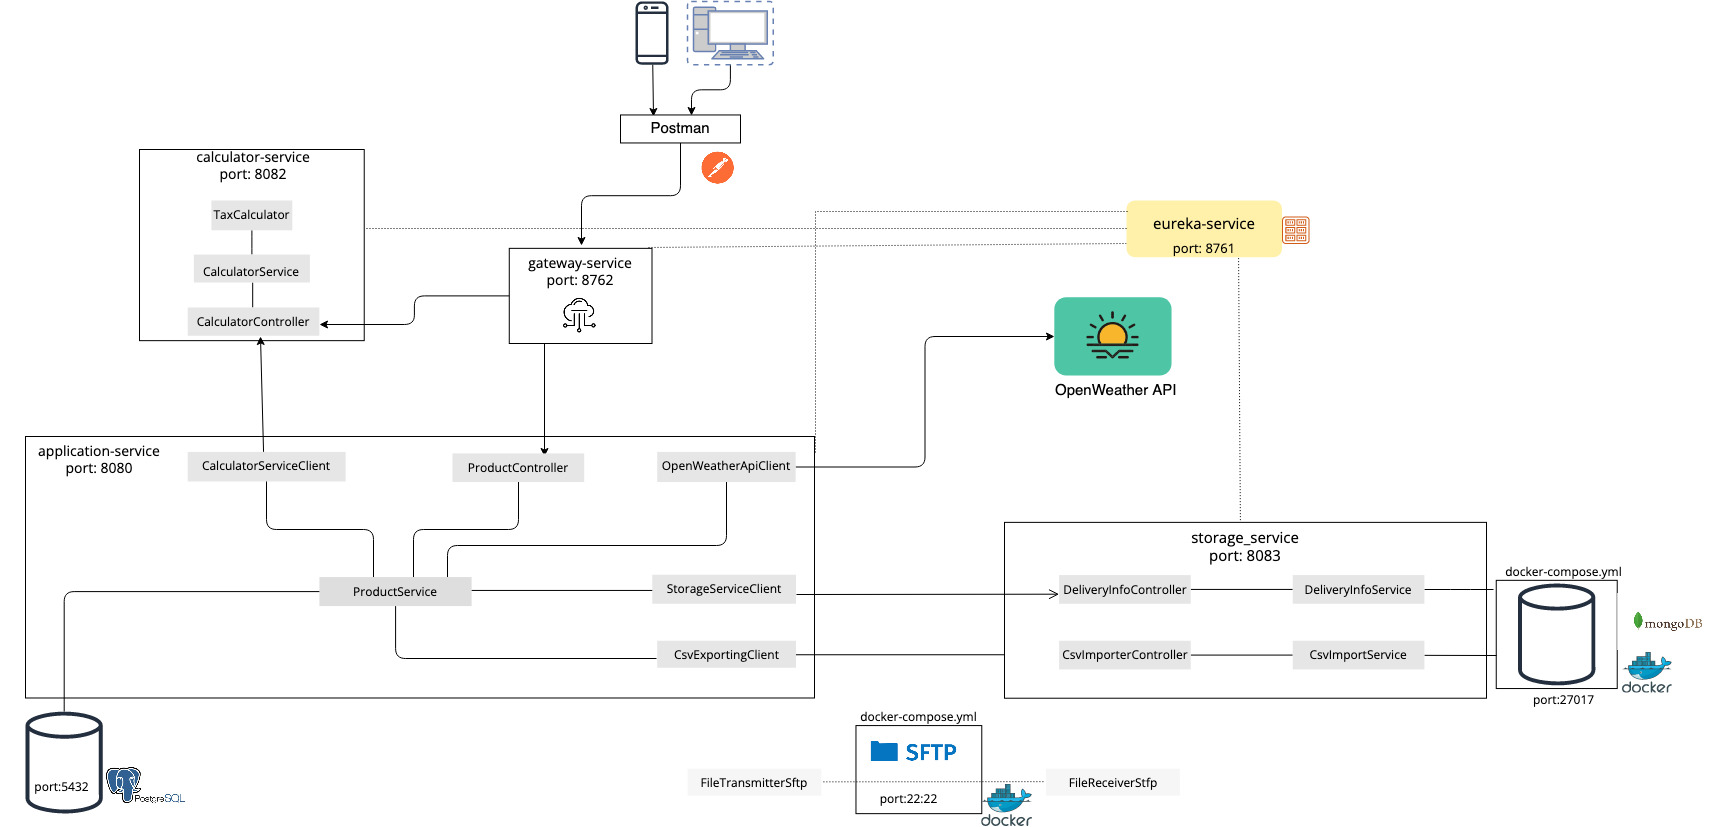 Postman
calculator-service
port: 8082
TaxCalculator
CalculatorService
CalculatorController
gateway-service
port: 8762
eureka-service
port: 8761
OpenWeather API
application-service
port: 8080
CalculatorServiceClient
ProductController
OpenWeatherApiClient
ProductService
StorageServiceClient
CsvExportingClient
storage_service
port: 8083
DeliveryInfoController
DeliveryInfoService
CsvImporterController
CsvImportService
docker-compose.yml
mongoDB
docker
port:27017
port:5432
PostgreSQL
docker-compose.yml
SFTP
FileTransmitterSftp
FileReceiverStfp
port:22:22
docker